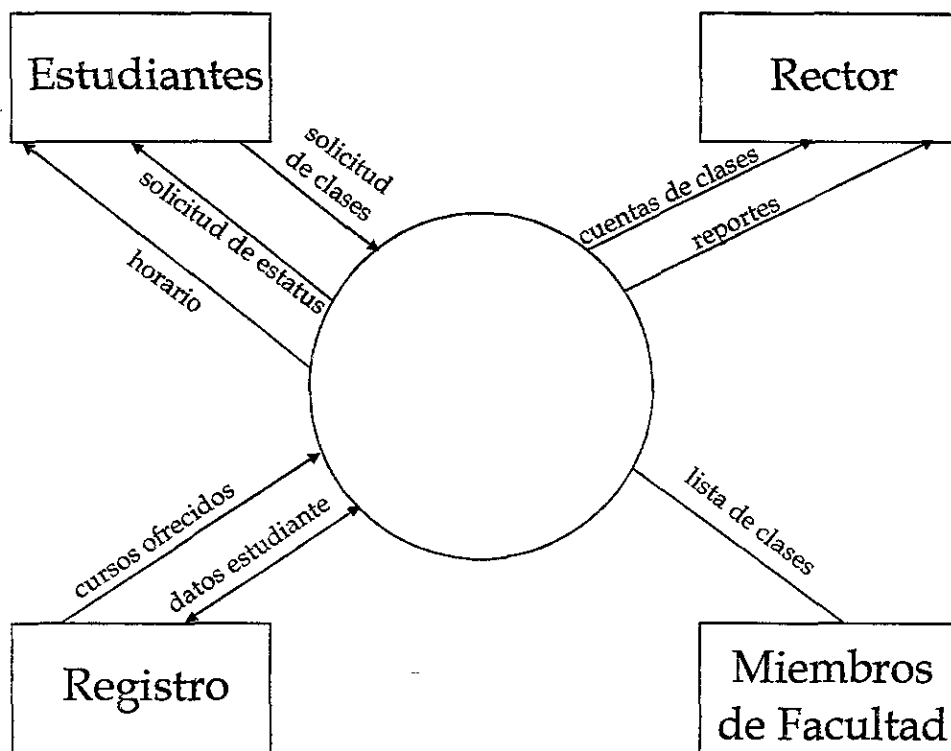 Estudiantes
Rector
solicitud
de clases
solicitud de estatus
horario
cuentas de clases
reportes
cursos ofrecidos
datos estudiante
lista de clases
Registro
Miembros
de Facultad